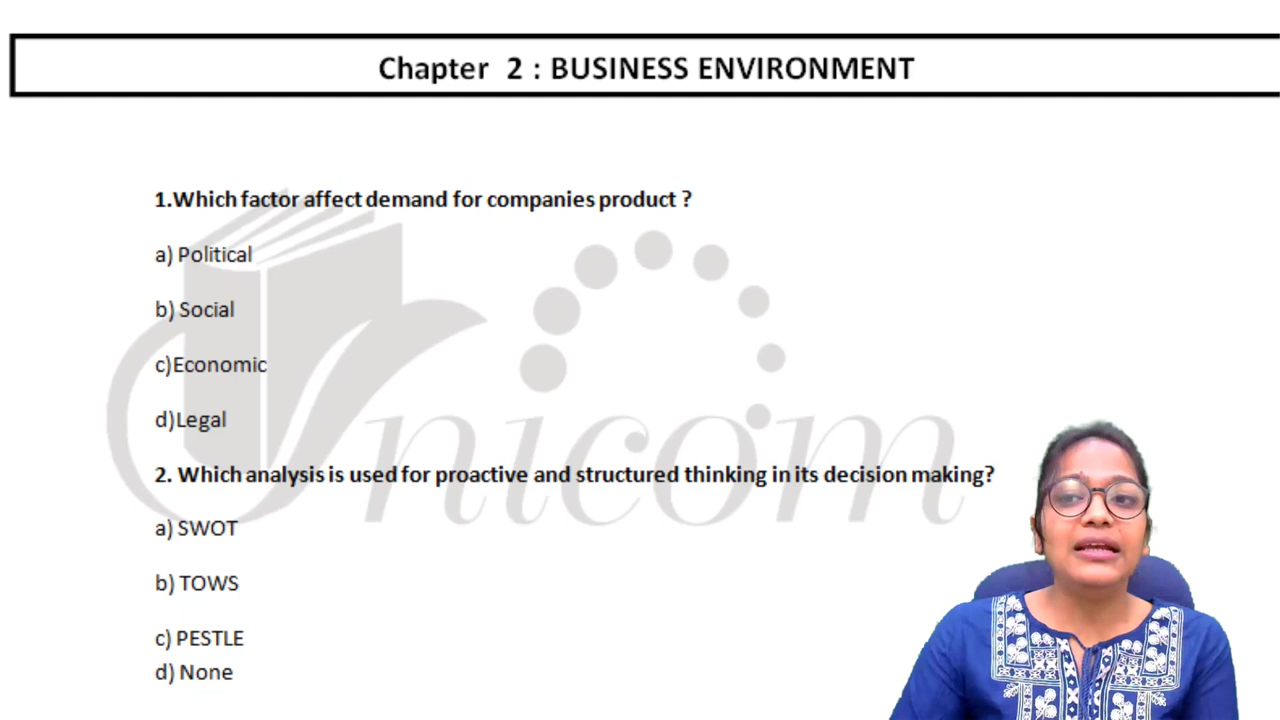 Chapter 2 : BUSINESS ENVIRONMENT
1.Which factor affect demand for companies product ?
a) Political
b) Social
c)Economic
d)Legal
nicom
2. Which analysis is used for proactive and structured thinking in its decision making?
a) SWOT
b) TOWS
c) PESTLE
d) None